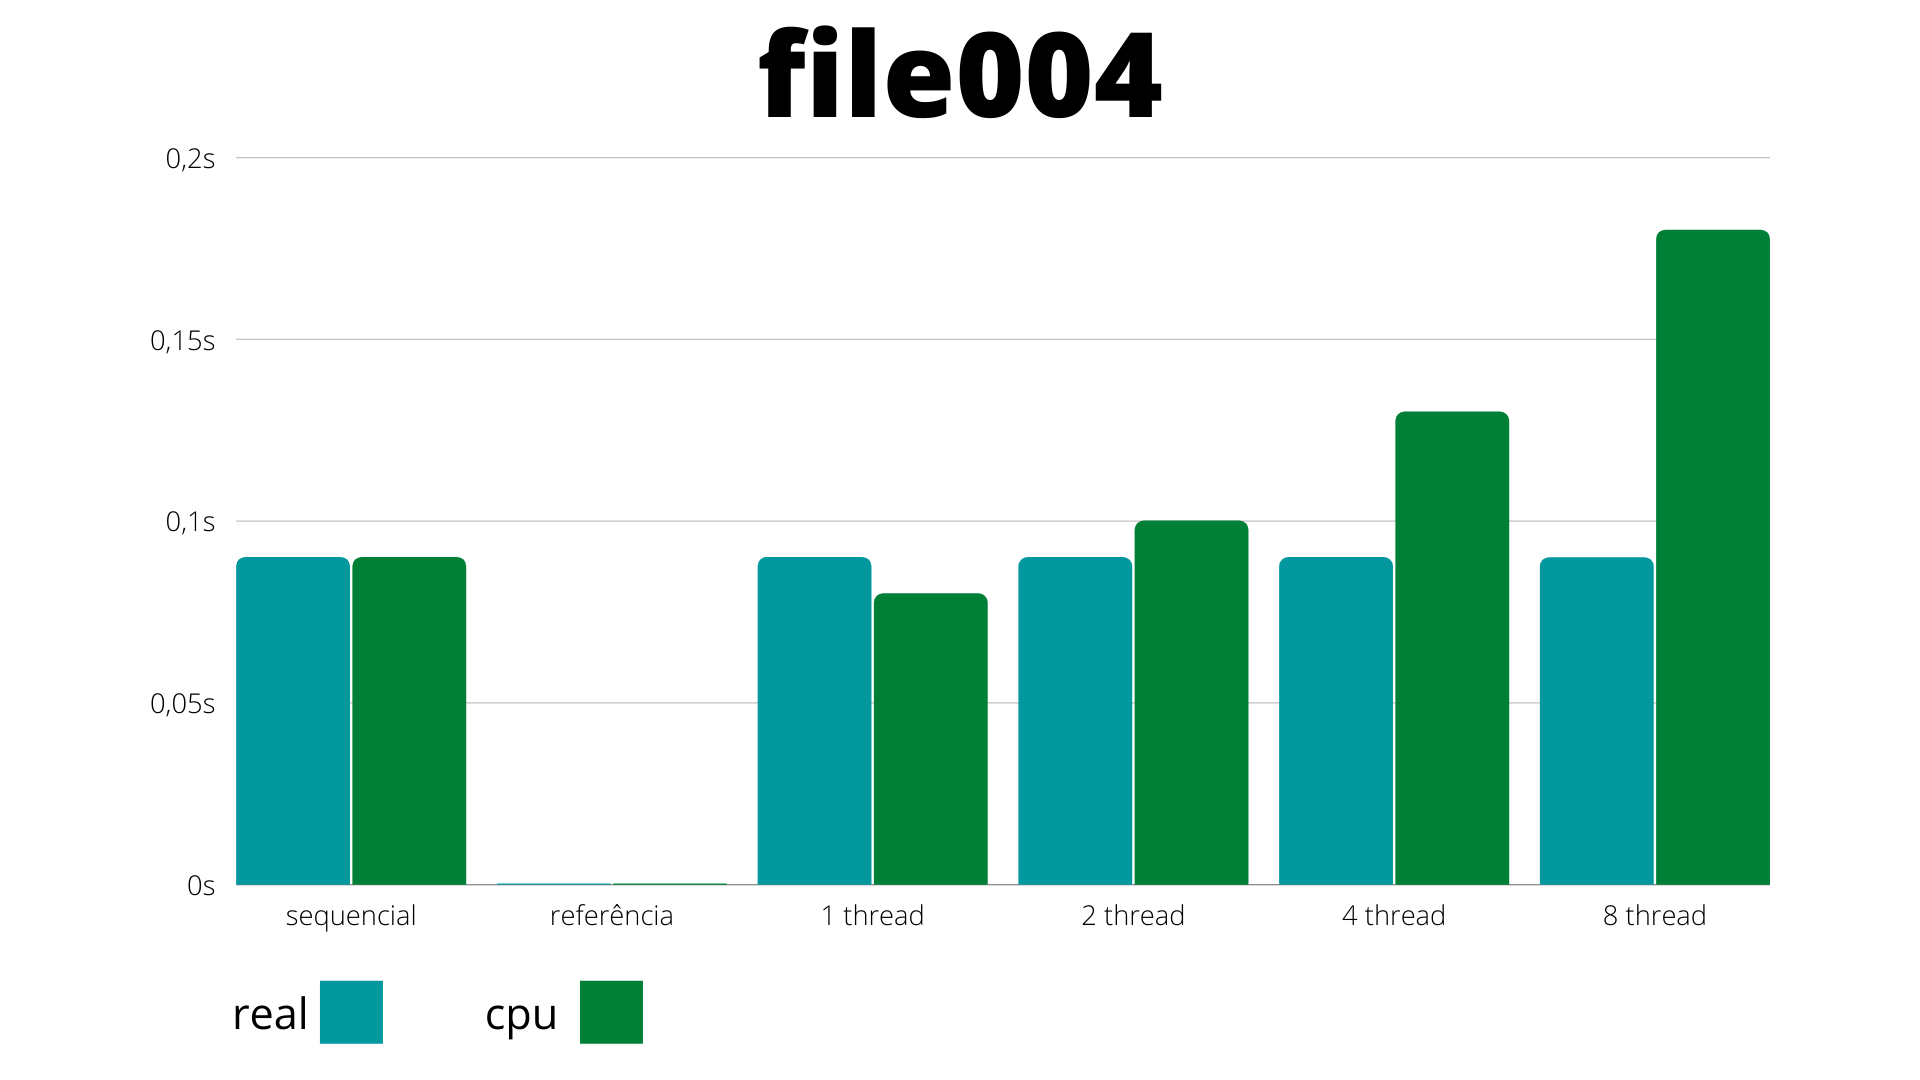 file004
0,2s
0,15s
0,1s
0,05s
0s
sequencial referência 1 thread 2 thread 4 thread 8 thread
real cpu